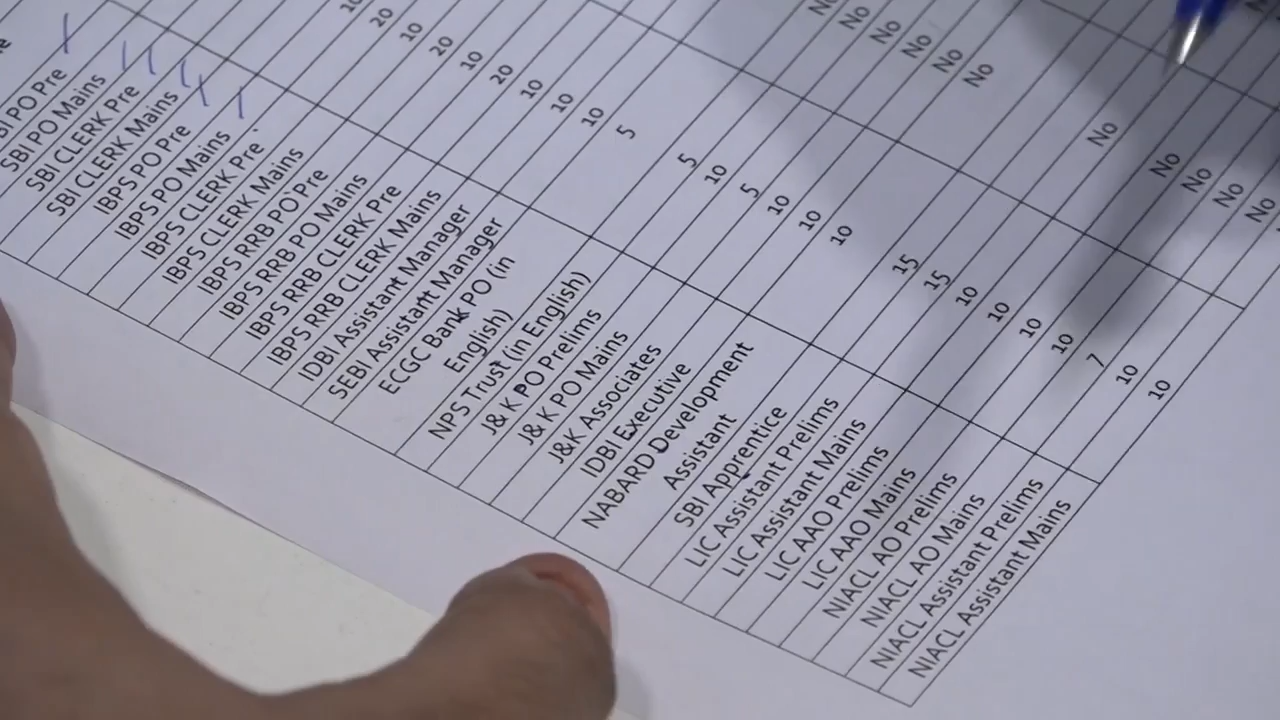 PO Pre
SBI PO Mains
SBI CLERK Pre
SBI CLERK Mains
IBPS PO Pre
IBPS PO Mains 10
IBPS CLERK Pre 20
IBPS CLERK Mains 10
IBPS RRB PO Pre 20
IBPS RRB PO Mains 10
IBPS RRB CLERK Pre 20
IBPS RRB CLERK Mains 10
IDBI Assistant Manager 10
SEBI Assistant Manager 10
ECGC Bank PO (in 5
English)
NPS Trust (in English) 5 No
J& K PO Prelims 10 No
J& K PO Mains 5 No
J&K Associates 10 No
IDBI Executive 10 No
NABARD Development 10 No
Assistant
SBI Apprentice 15
LIC Assistant Prelims 15
LIC Assistant Mains 10 No
LIC AAO Prelims 10
LIC AAO Mains 10 No
NIACL AO Prelims 10 No
NIACL AO Mains 7 No
NIACL Assistant Prelims 10 No
NIACL Assistant Mains 10